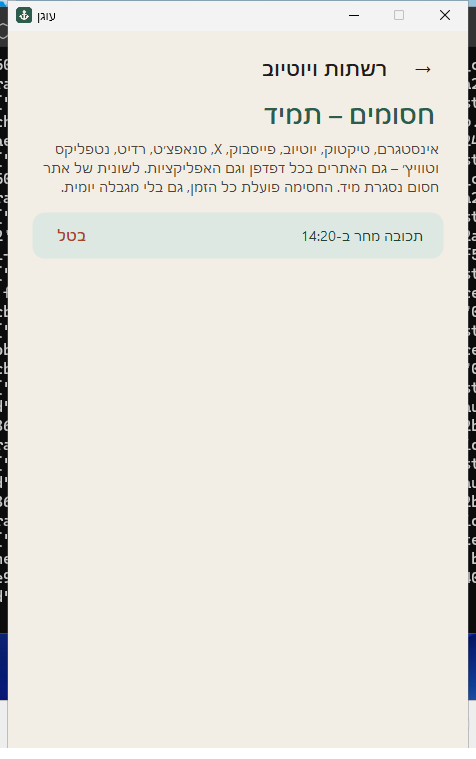 עוגן
רשתות ויוטיוב
חסומים – תמיד
אינסטגרם, טיקטוק, יוטיוב, פייסבוק, X, סנאפצ'ט, רדיט, נטפליקס
וטוויץ' – גם האתרים בכל דפדפן וגם האפליקציות. לשונית של אתר
חסום נסגרת מיד. החסימה פועלת כל הזמן, גם בלי מגבלה יומית.
תכובה מחר ב-14:20
בטל